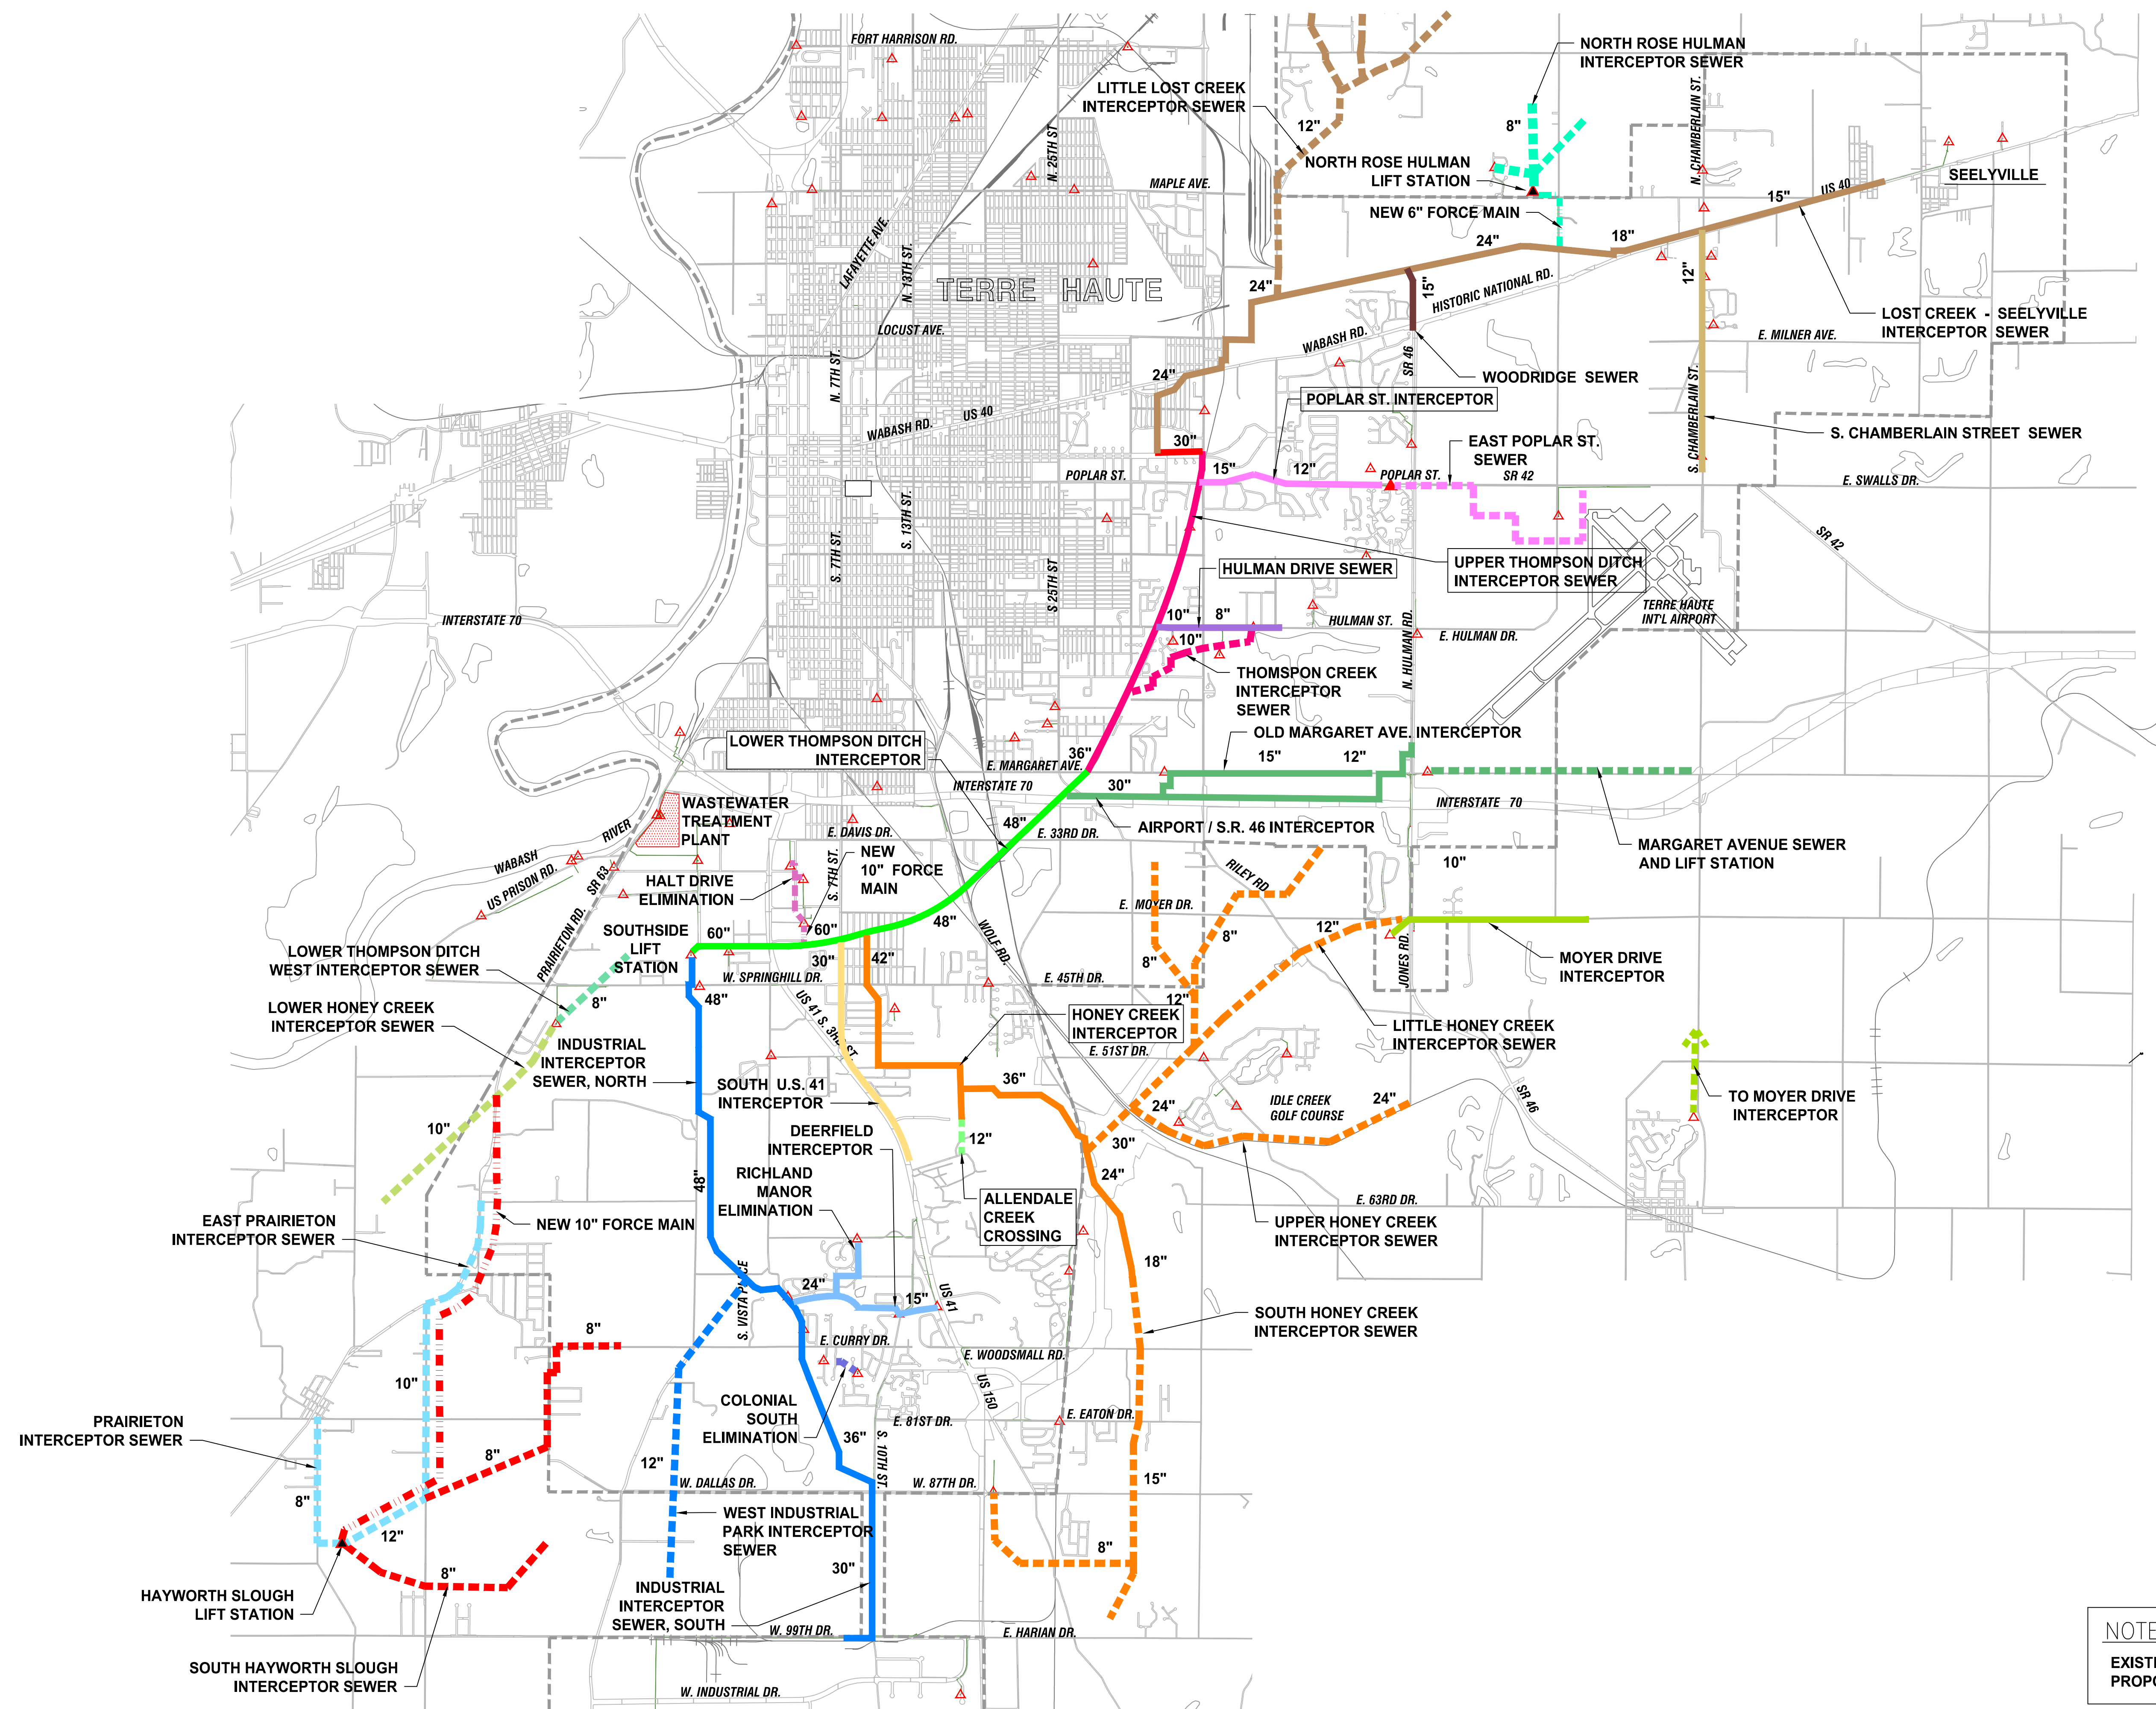 FORT HARRISON RD.
NORTH ROSE HULMAN
INTERCEPTOR SEWER
LITTLE LOST CREEK
INTERCEPTOR SEWER
12"
8"
N. CHAMBERLAIN ST.
N. 25TH ST
NORTH ROSE HULMAN
LIFT STATION
MAPLE AVE.
SEELYVILLE
US 40
15"
NEW 6" FORCE MAIN
LAFAYETTE AVE.
N. 13TH ST.
18"
24"
12"
TERRE HAUTE
24"
15"
HISTORIC NATIONAL RD.
LOST CREEK - SEELYVILLE
INTERCEPTOR SEWER
LOCUST AVE.
WABASH RD.
E. MILNER AVE.
N. 7TH ST.
SR 46
24"
WOODRIDGE SEWER
S. CHAMBERLAIN ST.
POPLAR ST. INTERCEPTOR
US 40
WABASH RD.
S. CHAMBERLAIN STREET SEWER
30"
EAST POPLAR ST.
SEWER
POPLAR ST.
15"
12"
POPLAR ST.
SR 42
E. SWALLS DR.
S. 13TH ST.
SR 42
S. 7TH ST.
S 25TH ST
UPPER THOMPSON DITCH
INTERCEPTOR SEWER
HULMAN DRIVE SEWER
TERRE HAUTE
INT'L AIRPORT
INTERSTATE 70
10"
8"
HULMAN ST.
E. HULMAN DR.
10"
N. HULMAN RD.
THOMSPON CREEK
INTERCEPTOR
SEWER
OLD MARGARET AVE. INTERCEPTOR
LOWER THOMPSON DITCH
INTERCEPTOR
36"
15"
12"
E. MARGARET AVE.
INTERSTATE 70
30"
INTERSTATE 70
WASTEWATER
TREATMENT
PLANT
48"
AIRPORT / S.R. 46 INTERCEPTOR
E. DAVIS DR.
E. 33RD DR.
RIVER
WABASH
MARGARET AVENUE SEWER
AND LIFT STATION
NEW
10" FORCE
MAIN
10"
S. 7TH ST.
RILEY RD
US PRISON RD.
SR 63
HALT DRIVE
ELIMINATION
E. MOYER DR.
PRAIRIETON RD.
SOUTHSIDE
LIFT
STATION
60"
60"
48"
12"
8"
WOLF RD.
JONES RD.
LOWER THOMPSON DITCH
WEST INTERCEPTOR SEWER
30"
42"
8"
MOYER DRIVE
INTERCEPTOR
W. SPRINGHILL DR.
E. 45TH DR.
8"
48"
12"
LOWER HONEY CREEK
INTERCEPTOR SEWER
US 41 S. 3RD ST.
HONEY CREEK
INTERCEPTOR
LITTLE HONEY CREEK
INTERCEPTOR SEWER
INDUSTRIAL
INTERCEPTOR
SEWER, NORTH
E. 51ST DR.
36"
SOUTH U.S. 41
INTERCEPTOR
SR 46
TO MOYER DRIVE
INTERCEPTOR
24"
IDLE CREEK
GOLF COURSE
24"
10"
DEERFIELD
INTERCEPTOR
12"
30"
RICHLAND
MANOR
ELIMINATION
48"
24"
ALLENDALE
CREEK
CROSSING
E. 63RD DR.
EAST PRAIRIETON
INTERCEPTOR SEWER
NEW 10" FORCE MAIN
UPPER HONEY CREEK
INTERCEPTOR SEWER
18"
S. VISTA PLACE
24"
15"
US 41
SOUTH HONEY CREEK
INTERCEPTOR SEWER
8"
E. CURRY DR.
E. WOODSMALL RD.
10"
US 150
COLONIAL
SOUTH
ELIMINATION
PRAIRIETON
INTERCEPTOR SEWER
E. 81ST DR.
E. EATON DR.
36"
S. 10TH ST.
8"
12"
15"
W. DALLAS DR.
W. 87TH DR.
8"
WEST INDUSTRIAL
PARK INTERCEPTOR
SEWER
12"
8"
8"
30"
HAYWORTH SLOUGH
LIFT STATION
INDUSTRIAL
INTERCEPTOR
SEWER, SOUTH
W. 99TH DR.
E. HARIAN DR.
SOUTH HAYWORTH SLOUGH
INTERCEPTOR SEWER
W. INDUSTRIAL DR.
NOTE
EXISTI
PROPO